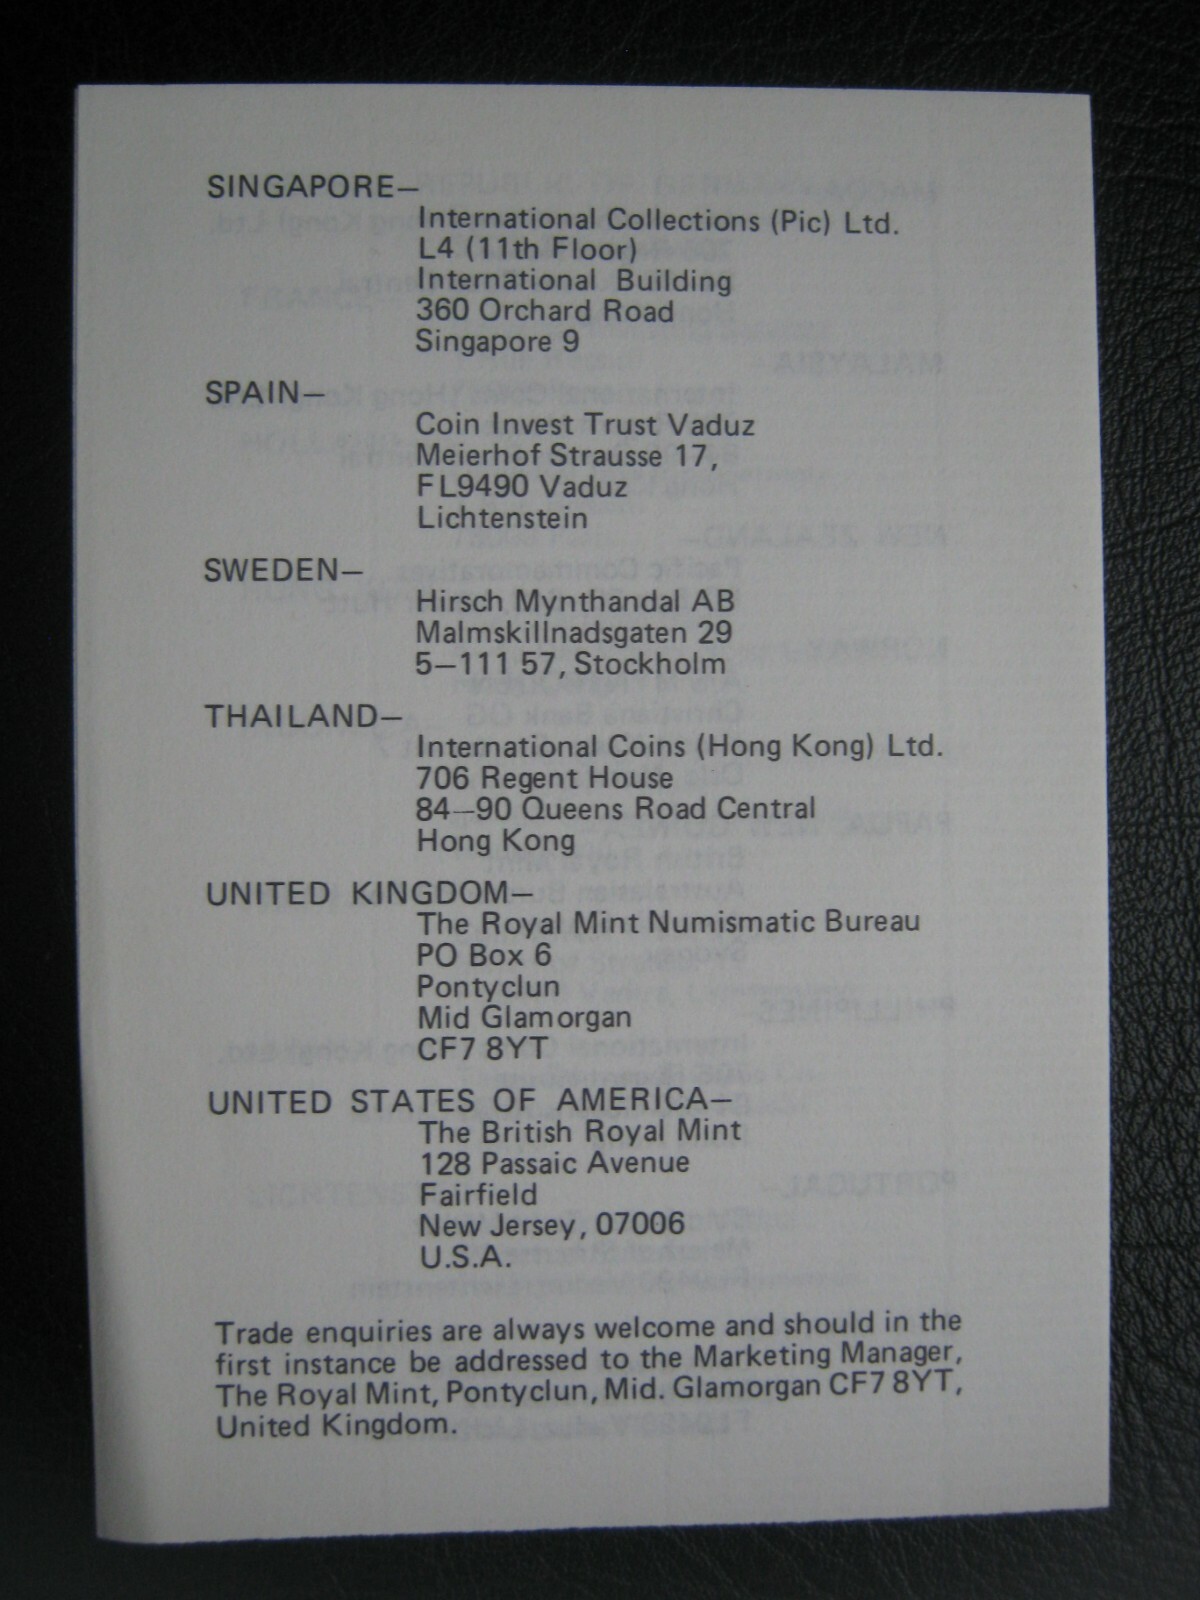 SINGAPORE—
International Collections (Pic) Ltd.
L4 (11th Floor)
International Building
360 Orchard Road
Singapore 9
SPAIN—
Coin Invest Trust Vaduz
Meierhof Strausse 17,
FL9490 Vaduz
Lichtenstein
SWEDEN—
Hirsch Mynthandal AB
Malmskillnadsgaten 29
5—111 57, Stockholm
THAILAND—
International Coins (Hong Kong) Ltd.
706 Regent House
84—90 Queens Road Central
Hong Kong
UNITED KINGDOM—
The Royal Mint Numismatic Bureau
PO Box 6
Pontyclun
Mid Glamorgan
CF7 8YT
UNITED STATES OF AMERICA—
The British Royal Mint
128 Passaic Avenue
Fairfield
New Jersey, 07006
U.S.A.
Trade enquiries are always welcome and should in the
first instance be addressed to the Marketing Manager,
The Royal Mint, Pontyclun, Mid. Glamorgan CF7 8YT,
United Kingdom.